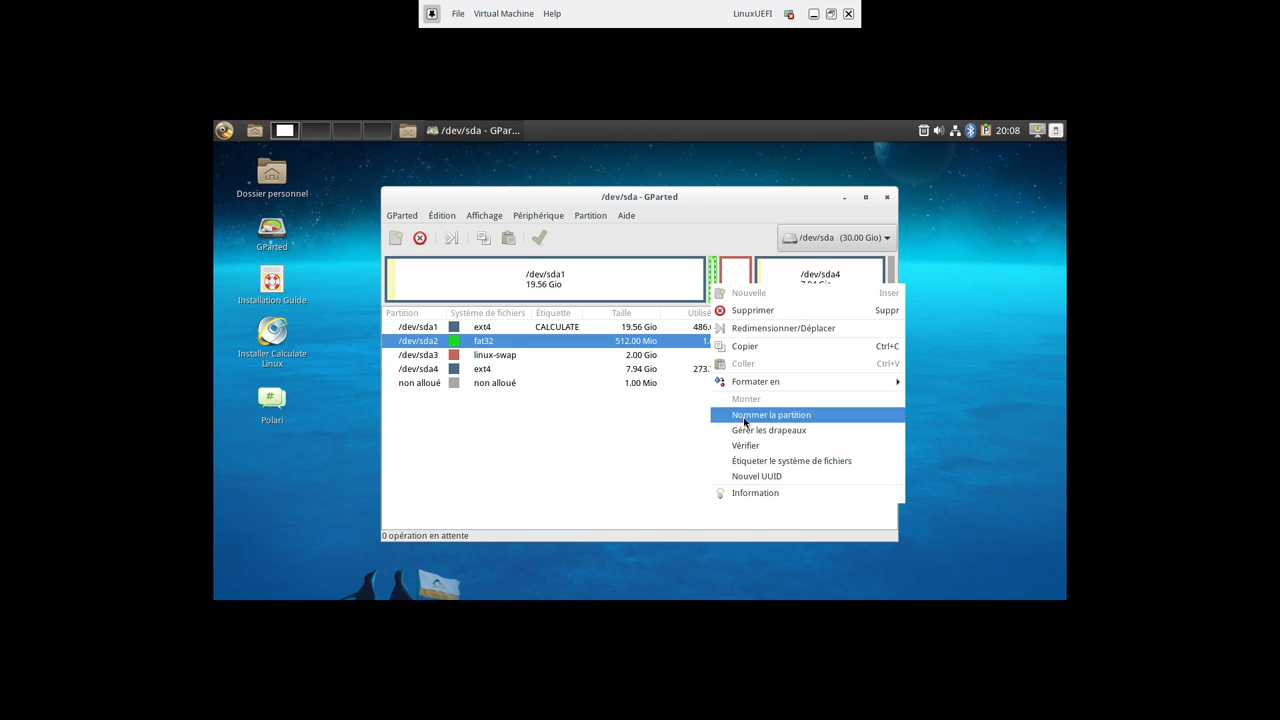 File Virtual Machine Help LinuxUEFI
/dev/sda - GPar... 20:08
Dossier personnel
GParted
Installation Guide
Installer Calculate
Linux
Polari
/dev/sda - GParted
GParted Édition Affichage Périphérique Partition Aide
/dev/sda (30.00 Gio)
/dev/sda1
19.56 Gio
/dev/sda4
Partition Système de fichiers Étiquette Taille Utilisé
/dev/sda1 ext4 CALCULATE 19.56 Gio 486.
/dev/sda2 fat32 512.00 Mio
/dev/sda3 linux-swap 2.00 Gio
/dev/sda4 ext4 7.94 Gio 273.
non alloué non alloué 1.00 Mio
Nouvelle Inser
Supprimer Suppr
Redimensionner/Déplacer
Copier Ctrl+C
Coller Ctrl+V
Formater en
Monter
Nommer la partition
Gérer les drapeaux
Vérifier
Étiqueter le système de fichiers
Nouvel UUID
Information
0 opération en attente